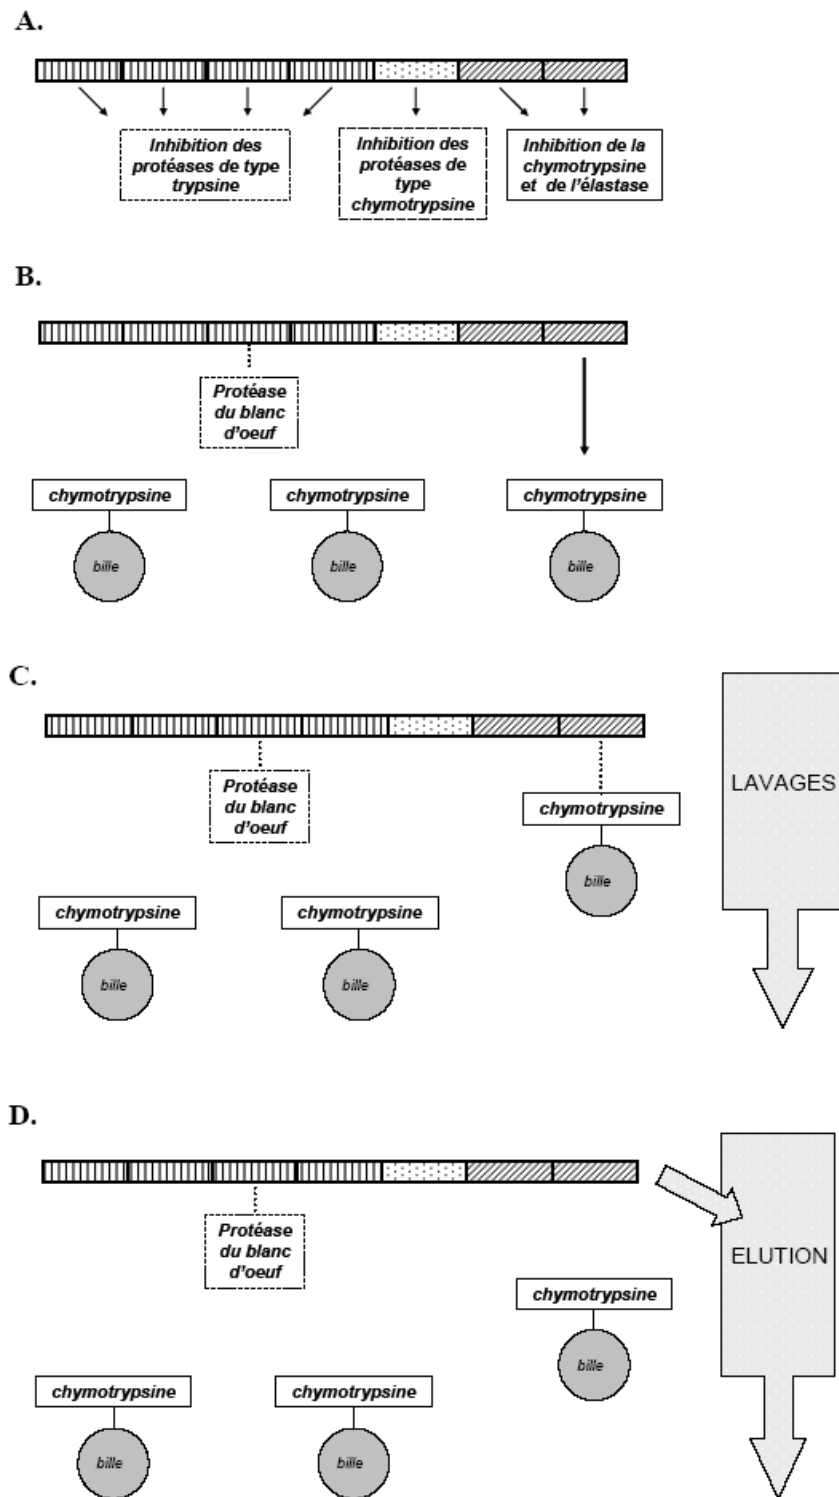 A.
Inhibition des
protéases de type
trypsine
Inhibition des
protéases de
type
chymotrypsine
Inhibition de la
chymotrypsine
et de l'élastase
B.
Protéase
du blanc
d'oeuf
chymotrypsine
chymotrypsine
chymotrypsine
bille
bille
bille
C.
LAVAGES
Protéase
du blanc
d'oeuf
chymotrypsine
bille
chymotrypsine
chymotrypsine
bille
bille
D.
Protéase
du blanc
d'oeuf
ELUTION
chymotrypsine
bille
chymotrypsine
chymotrypsine
bille
bille